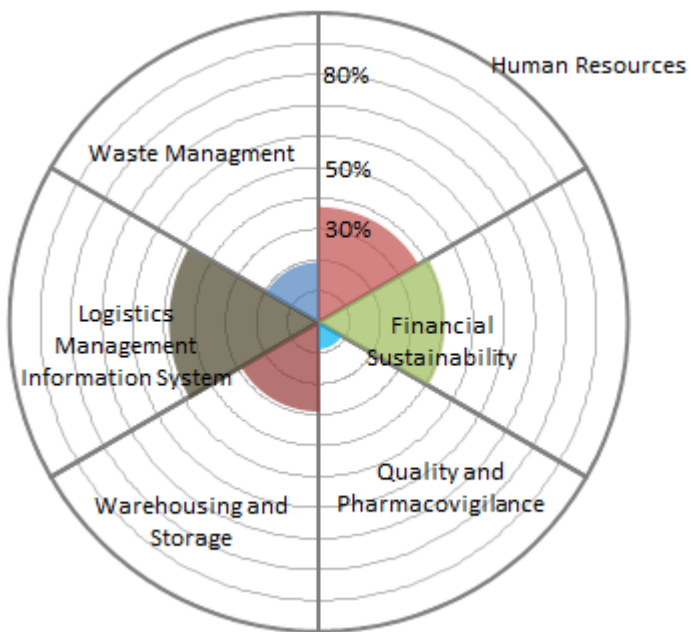 Human Resources
80%
Waste Managment
50%
30%
Logistics
Management
Information System
Financial
Sustainability
Quality and
Pharmacovigilance
Warehousing and
Storage